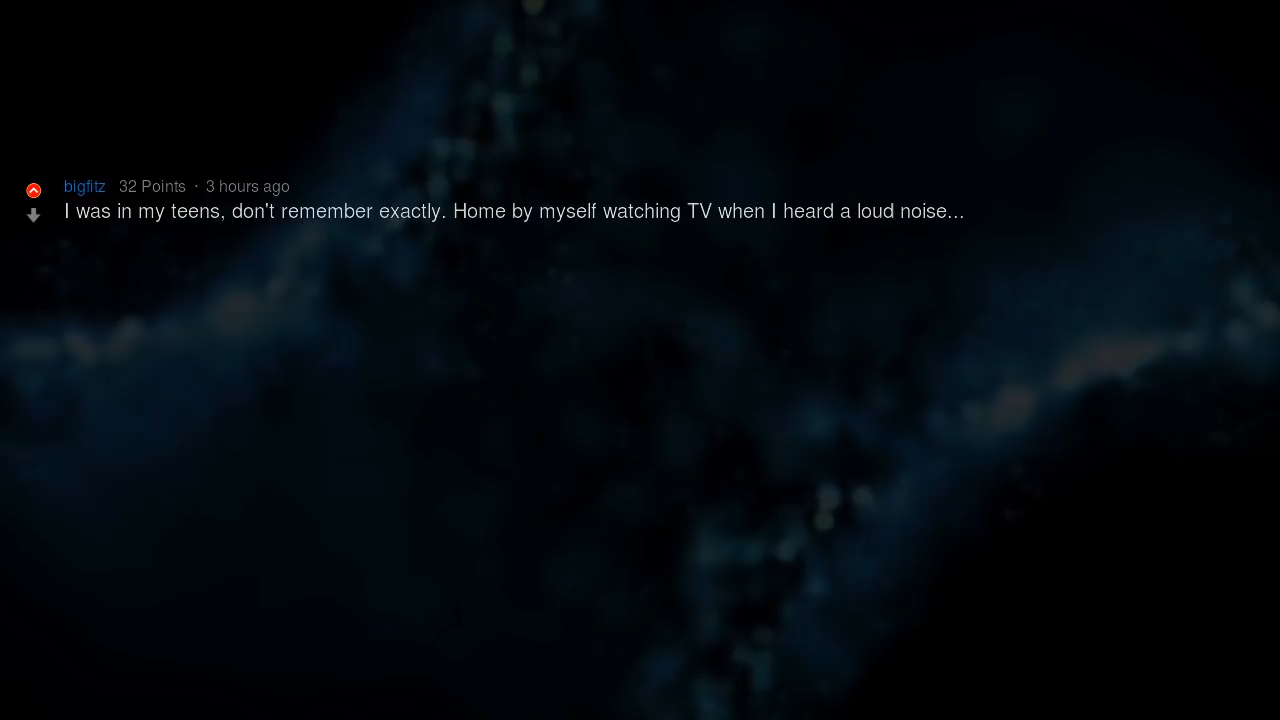 bigfitz 32 Points · 3 hours ago
I was in my teens, don't remember exactly. Home by myself watching TV when I heard a loud noise...